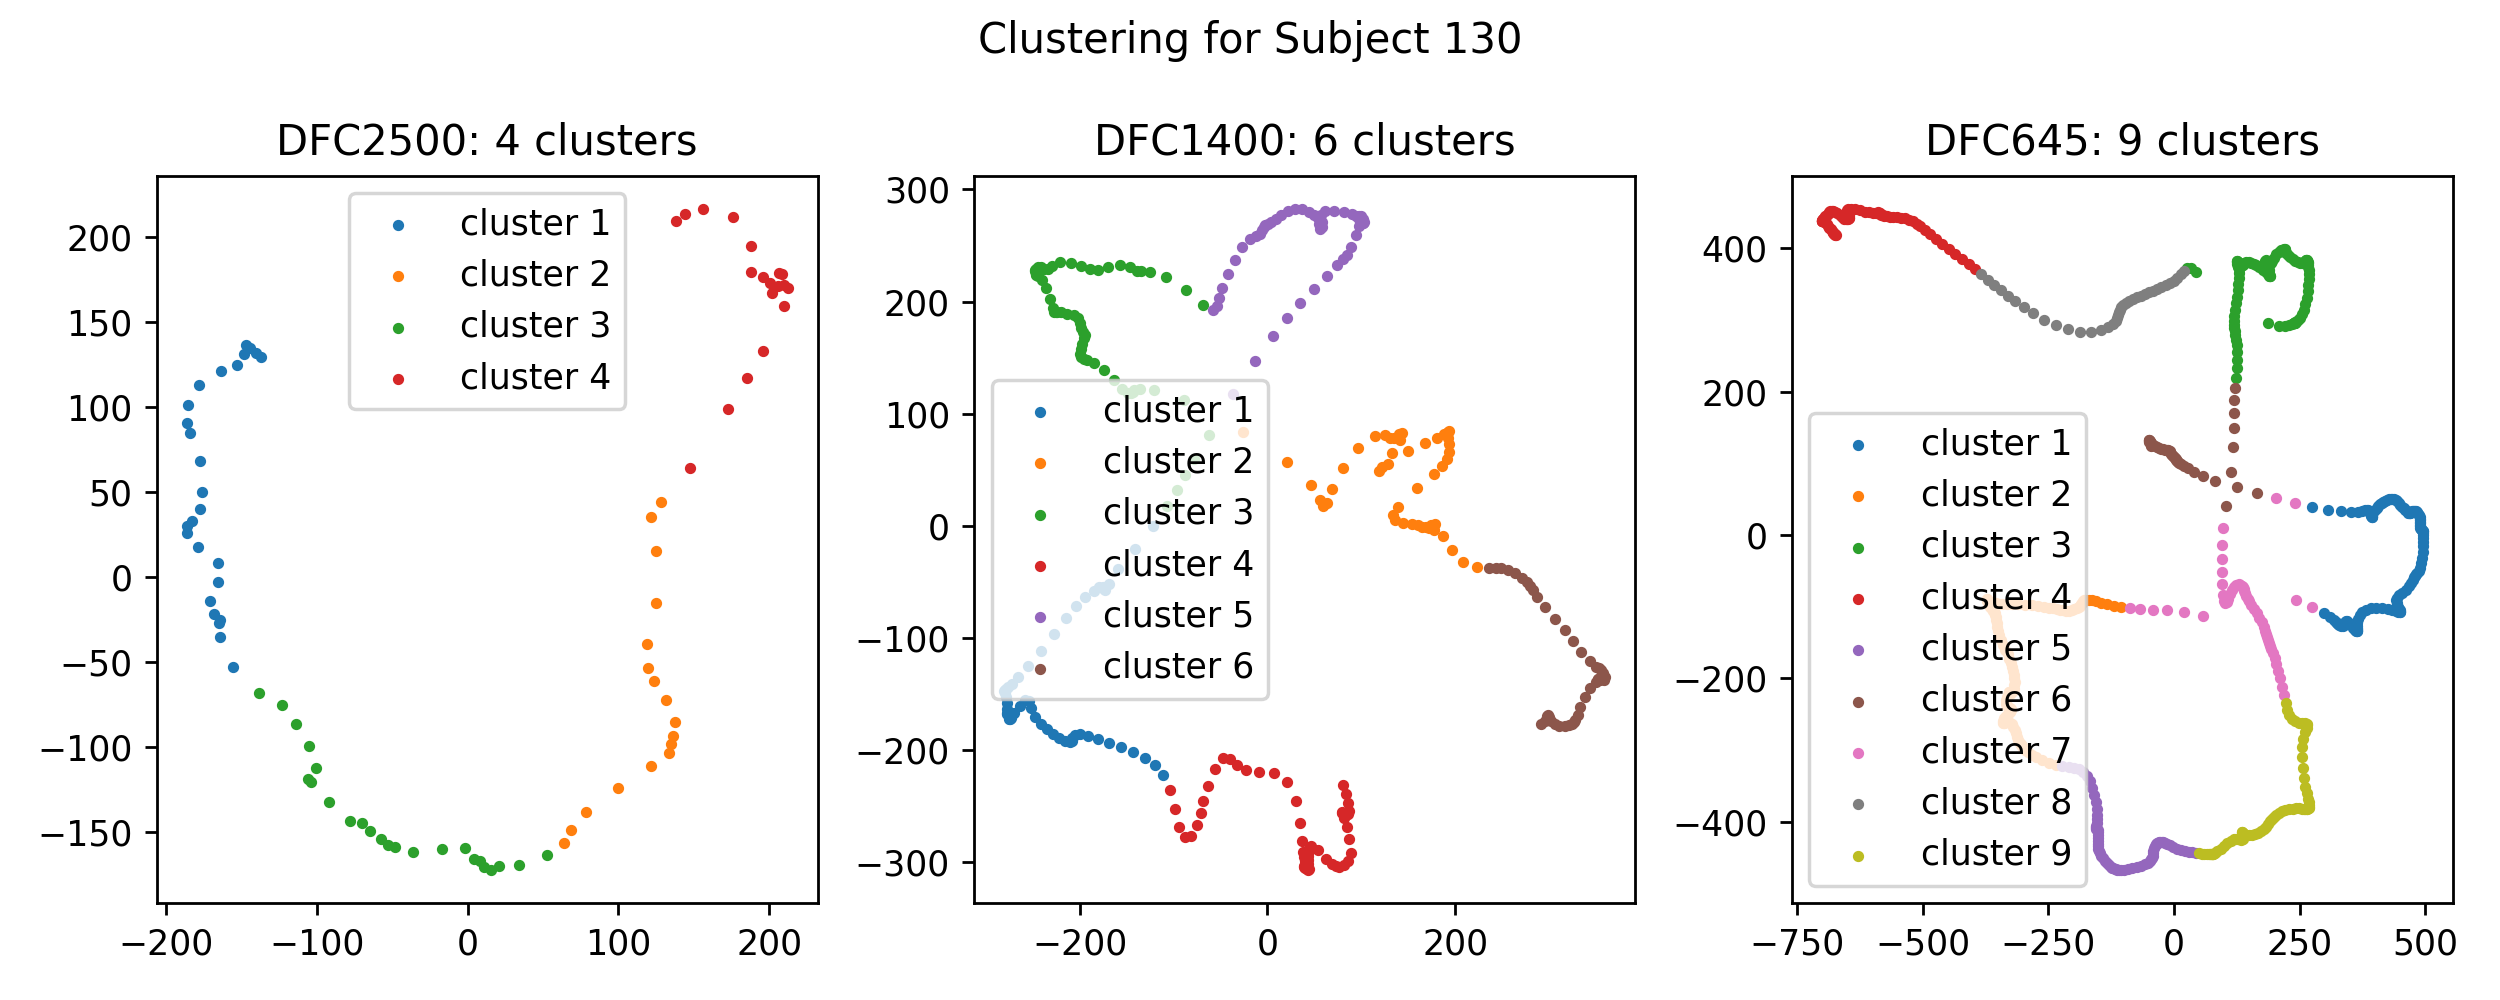 Clustering for Subject 130
DFC2500: 4 clusters
200
150
100
50
0
−50
−100
−150
−200
−100
0
100
200
cluster 1
cluster 2
cluster 3
cluster 4
DFC1400: 6 clusters
300
200
100
0
−100
−200
−300
−200
0
200
cluster 1
cluster 2
cluster 3
cluster 4
cluster 5
cluster 6
DFC645: 9 clusters
400
200
0
−200
−400
−750
−500
−250
0
250
500
cluster 1
cluster 2
cluster 3
cluster 4
cluster 5
cluster 6
cluster 7
cluster 8
cluster 9